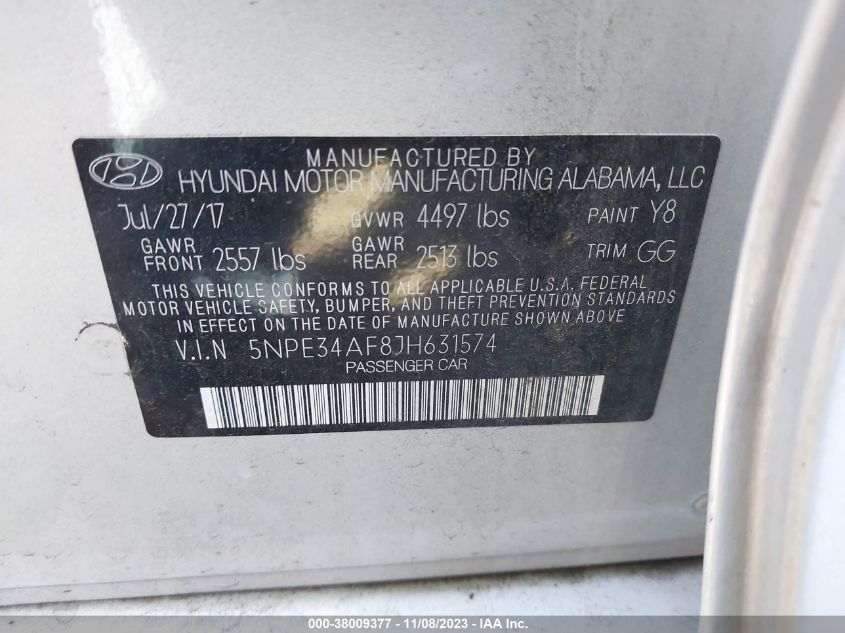 MANUFACTURED BY
HYUNDAI MOTOR MANUFACTURING ALABAMA, LLC
Jul/27/17 GVWR 4497 lbs PAINT Y8
GAWR FRONT 2557 lbs GAWR REAR 2513 lbs TRIM GG
THIS VEHICLE CONFORMS TO ALL APPLICABLE U.S.A. FEDERAL
MOTOR VEHICLE SAFETY, BUMPER, AND THEFT PREVENTION STANDARDS
IN EFFECT ON THE DATE OF MANUFACTURE SHOWN ABOVE
V.I.N 5NPE34AF8JH631574
PASSENGER CAR
000-38009377 - 11/08/2023 - IAA Inc.